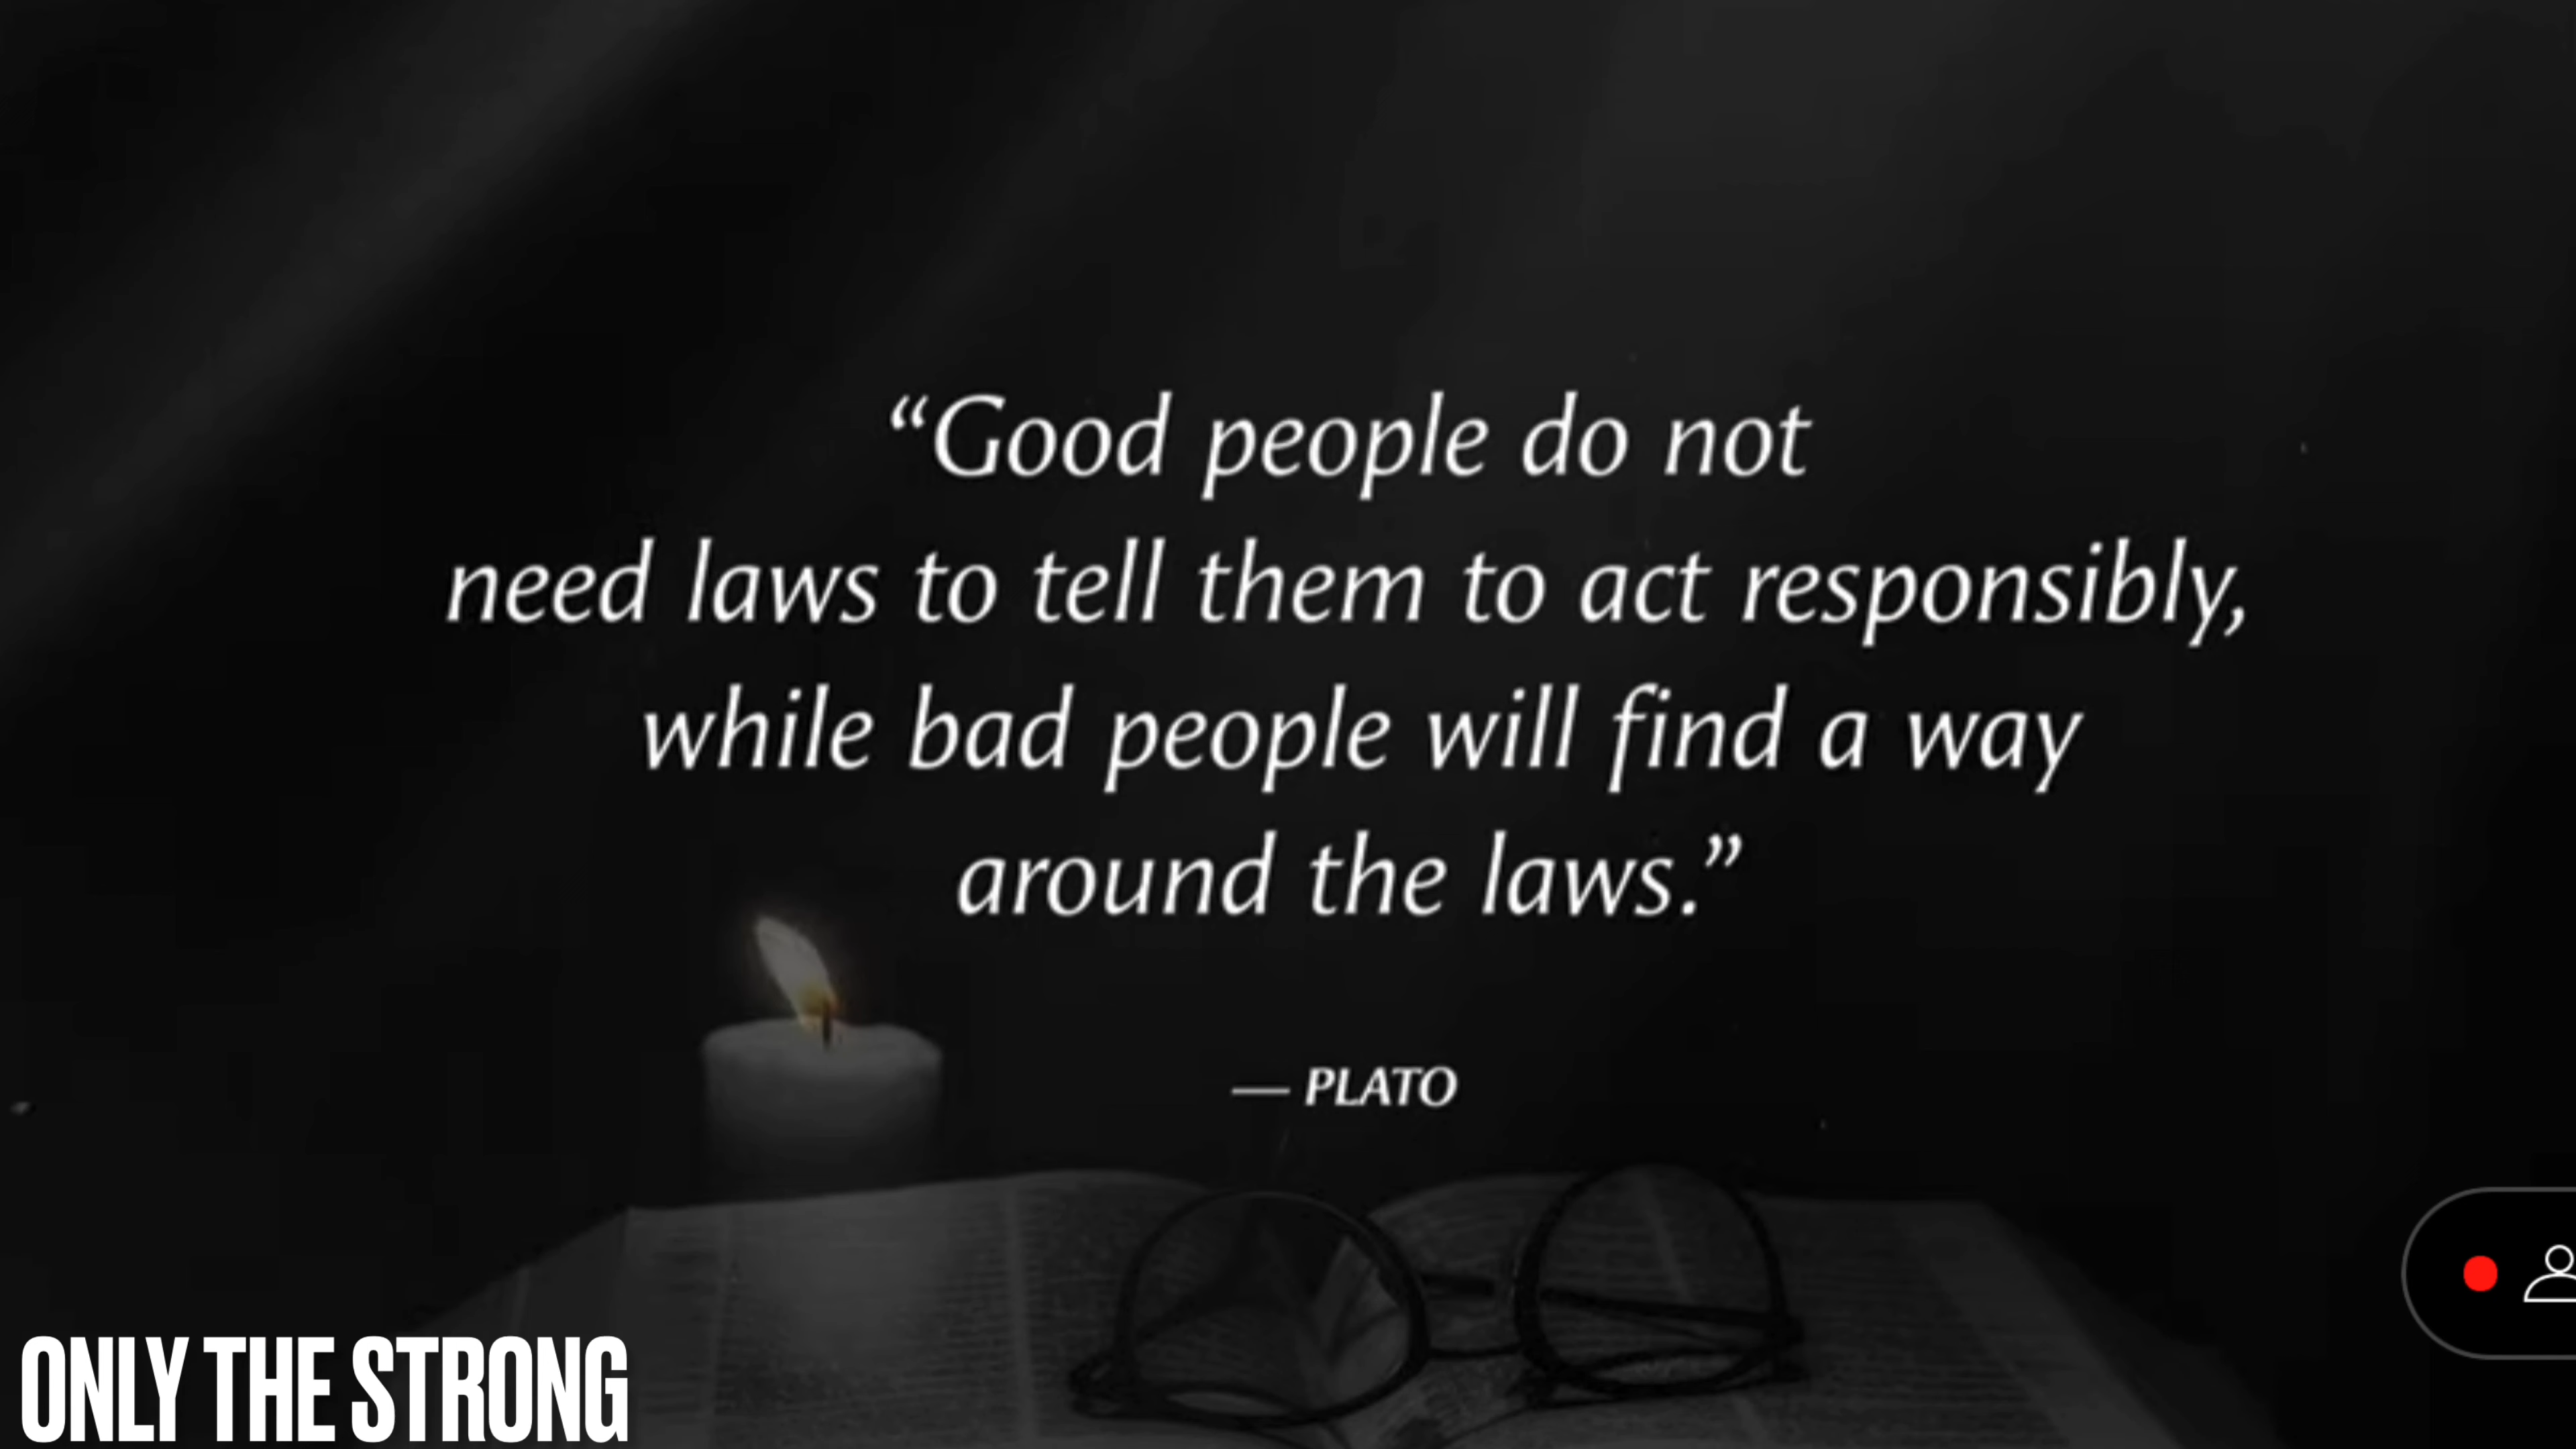 “Good people do not
need laws to tell them to act responsibly,
while bad people will find a way
around the laws.”
— PLATO
ONLY THE STRONG